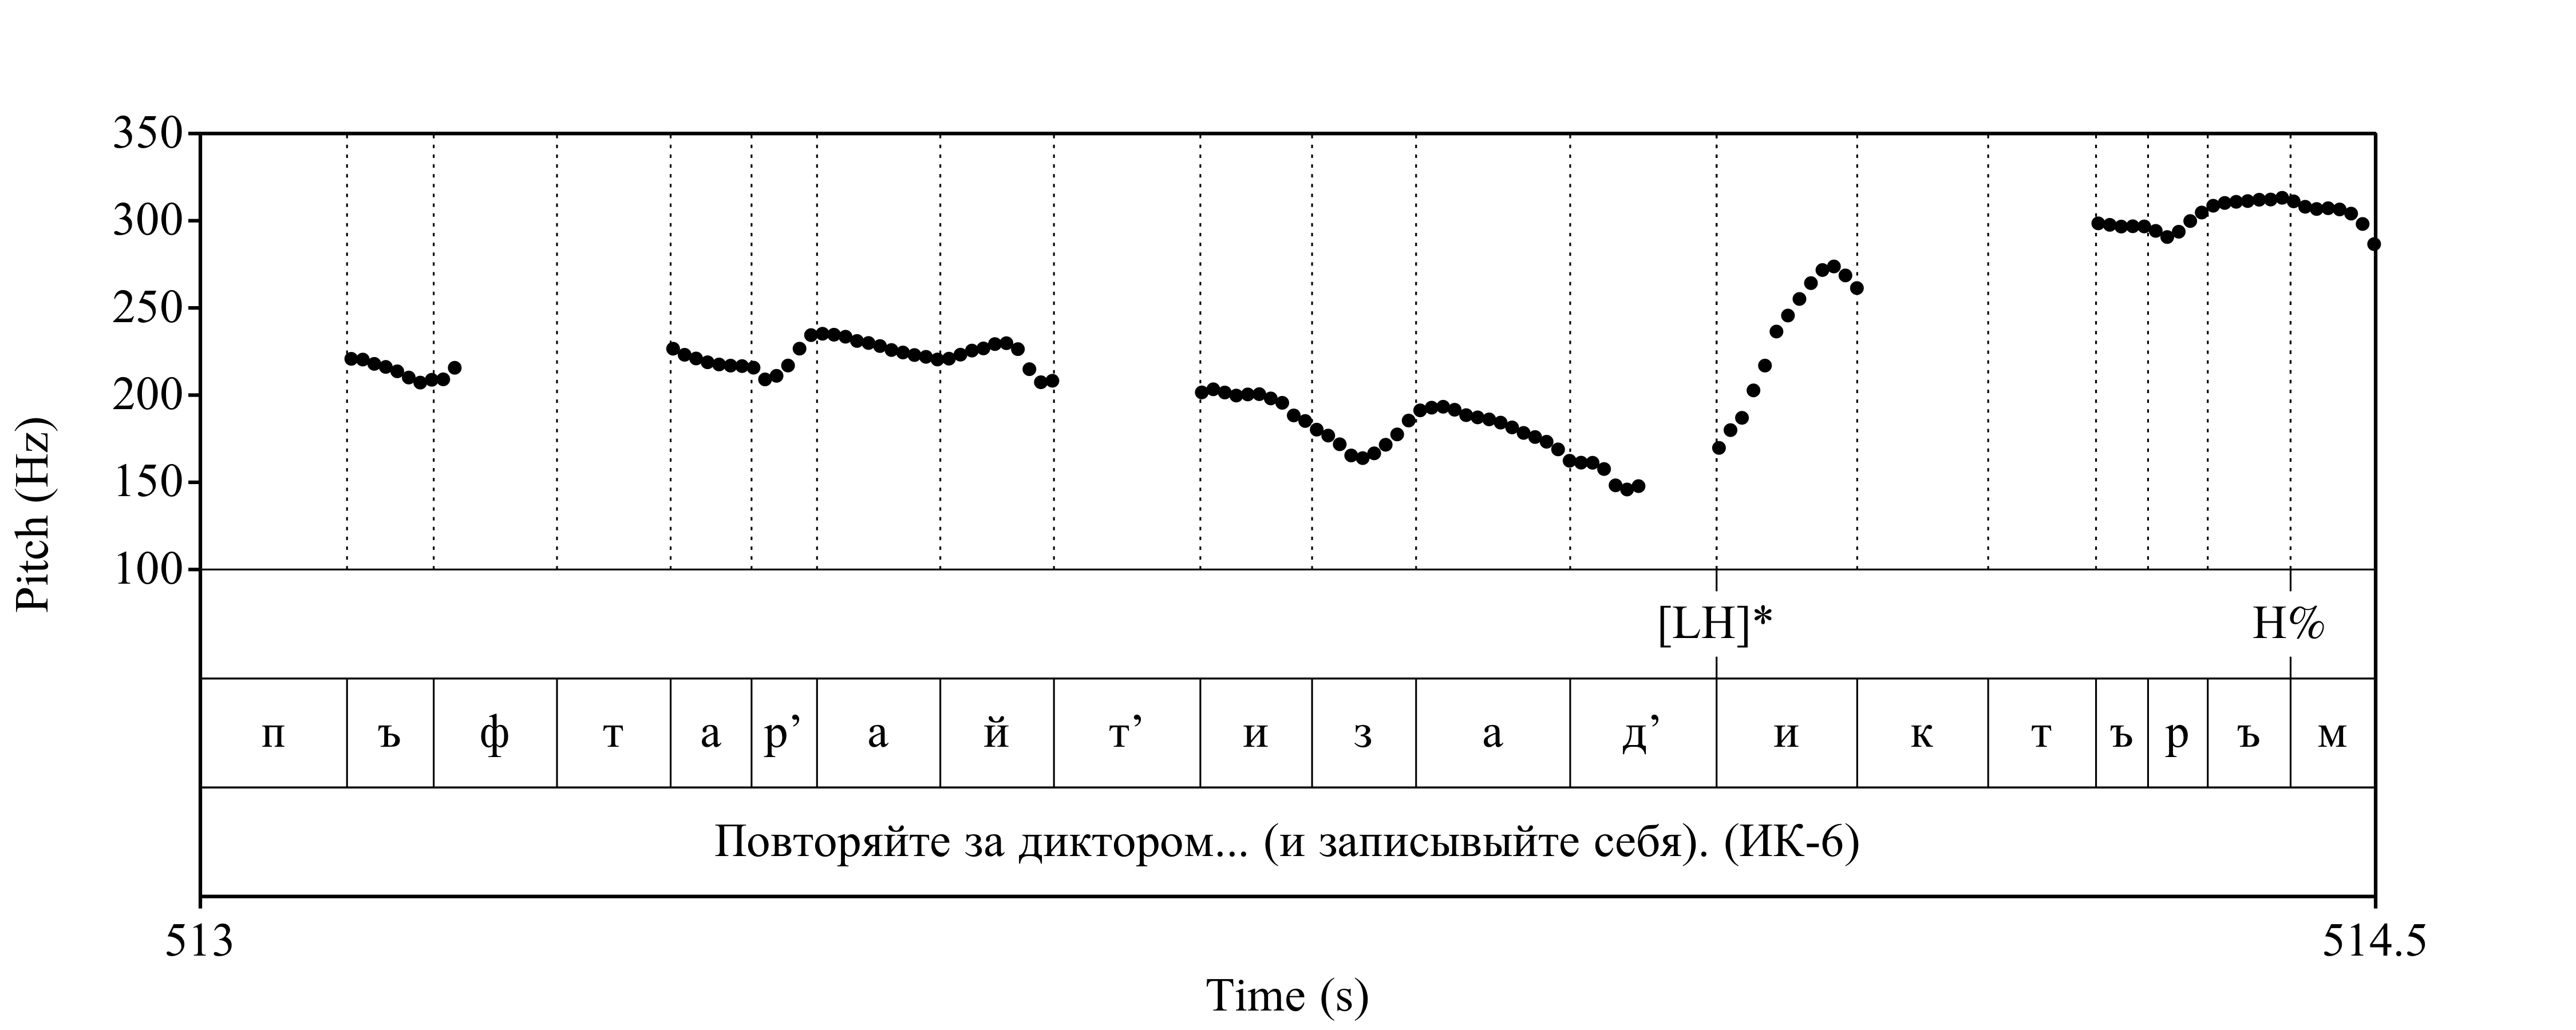 350
300
250
200
150
100
Pitch (Hz)
[LH]* H%
п ъ ф т а р’ а й т’ и з а д’ и к т ъ р ъ м
Повторяйте за диктором... (и записывыйте себя). (ИК-6)
513 514.5
Time (s)